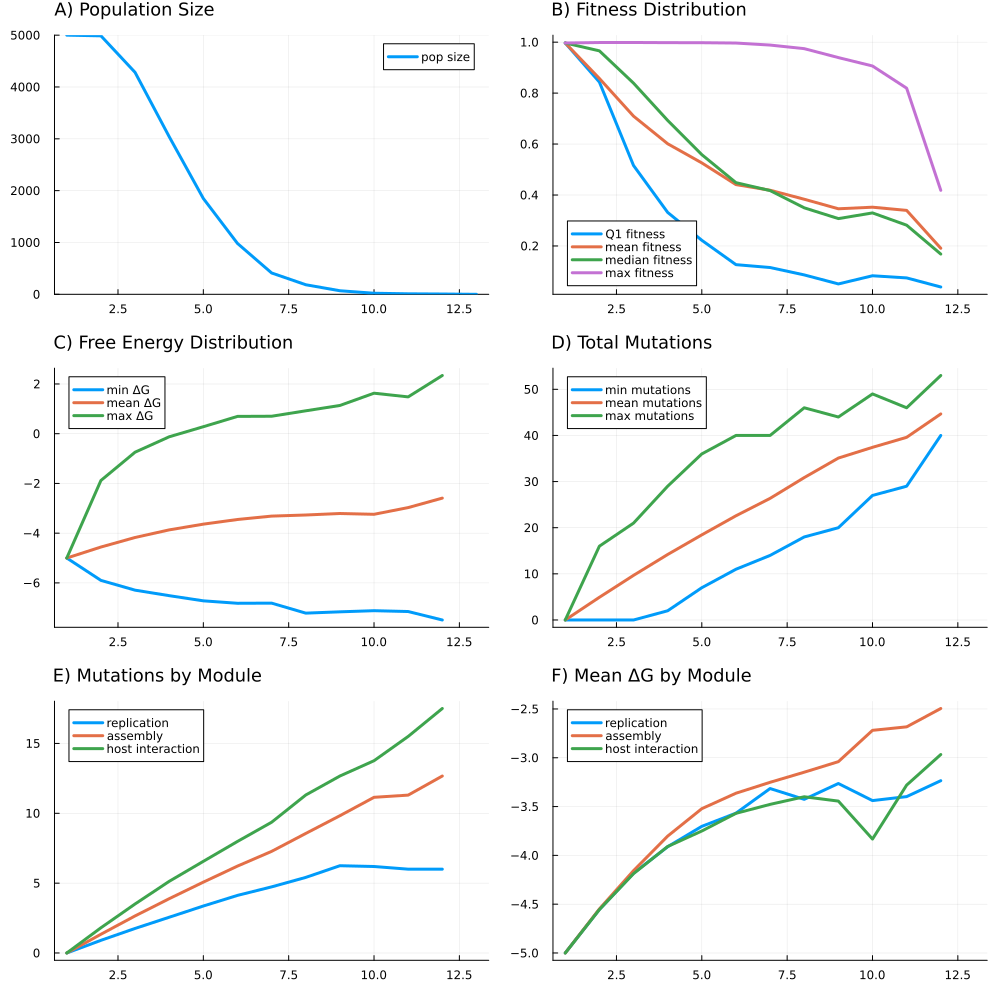 A) Population Size
5000
4000
3000
2000
1000
0
pop size
2.5 5.0 7.5 10.0 12.5
B) Fitness Distribution
1.0
0.8
0.6
0.4
0.2
Q1 fitness
mean fitness
median fitness
max fitness
2.5 5.0 7.5 10.0 12.5
C) Free Energy Distribution
2
0
−2
−4
−6
min ΔG
mean ΔG
max ΔG
2.5 5.0 7.5 10.0 12.5
D) Total Mutations
50
40
30
20
10
0
min mutations
mean mutations
max mutations
2.5 5.0 7.5 10.0 12.5
E) Mutations by Module
15
10
5
0
replication
assembly
host interaction
2.5 5.0 7.5 10.0 12.5
F) Mean ΔG by Module
−2.5
−3.0
−3.5
−4.0
−4.5
−5.0
replication
assembly
host interaction
2.5 5.0 7.5 10.0 12.5